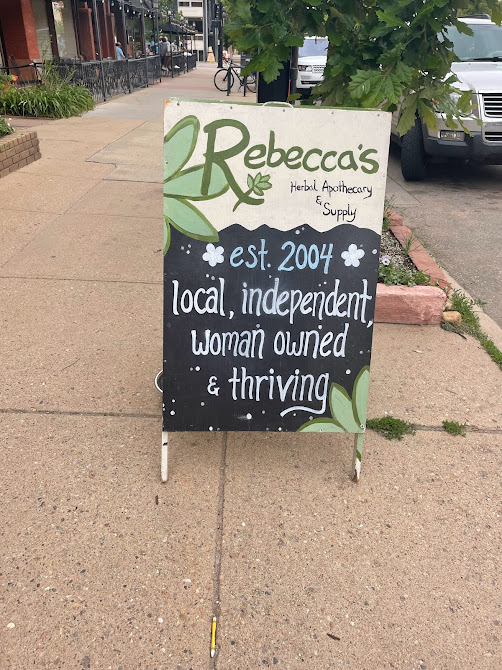 Rebecca's
Herbal Apothecary
&
Supply
est. 2004
local, independent,
woman owned
& thriving